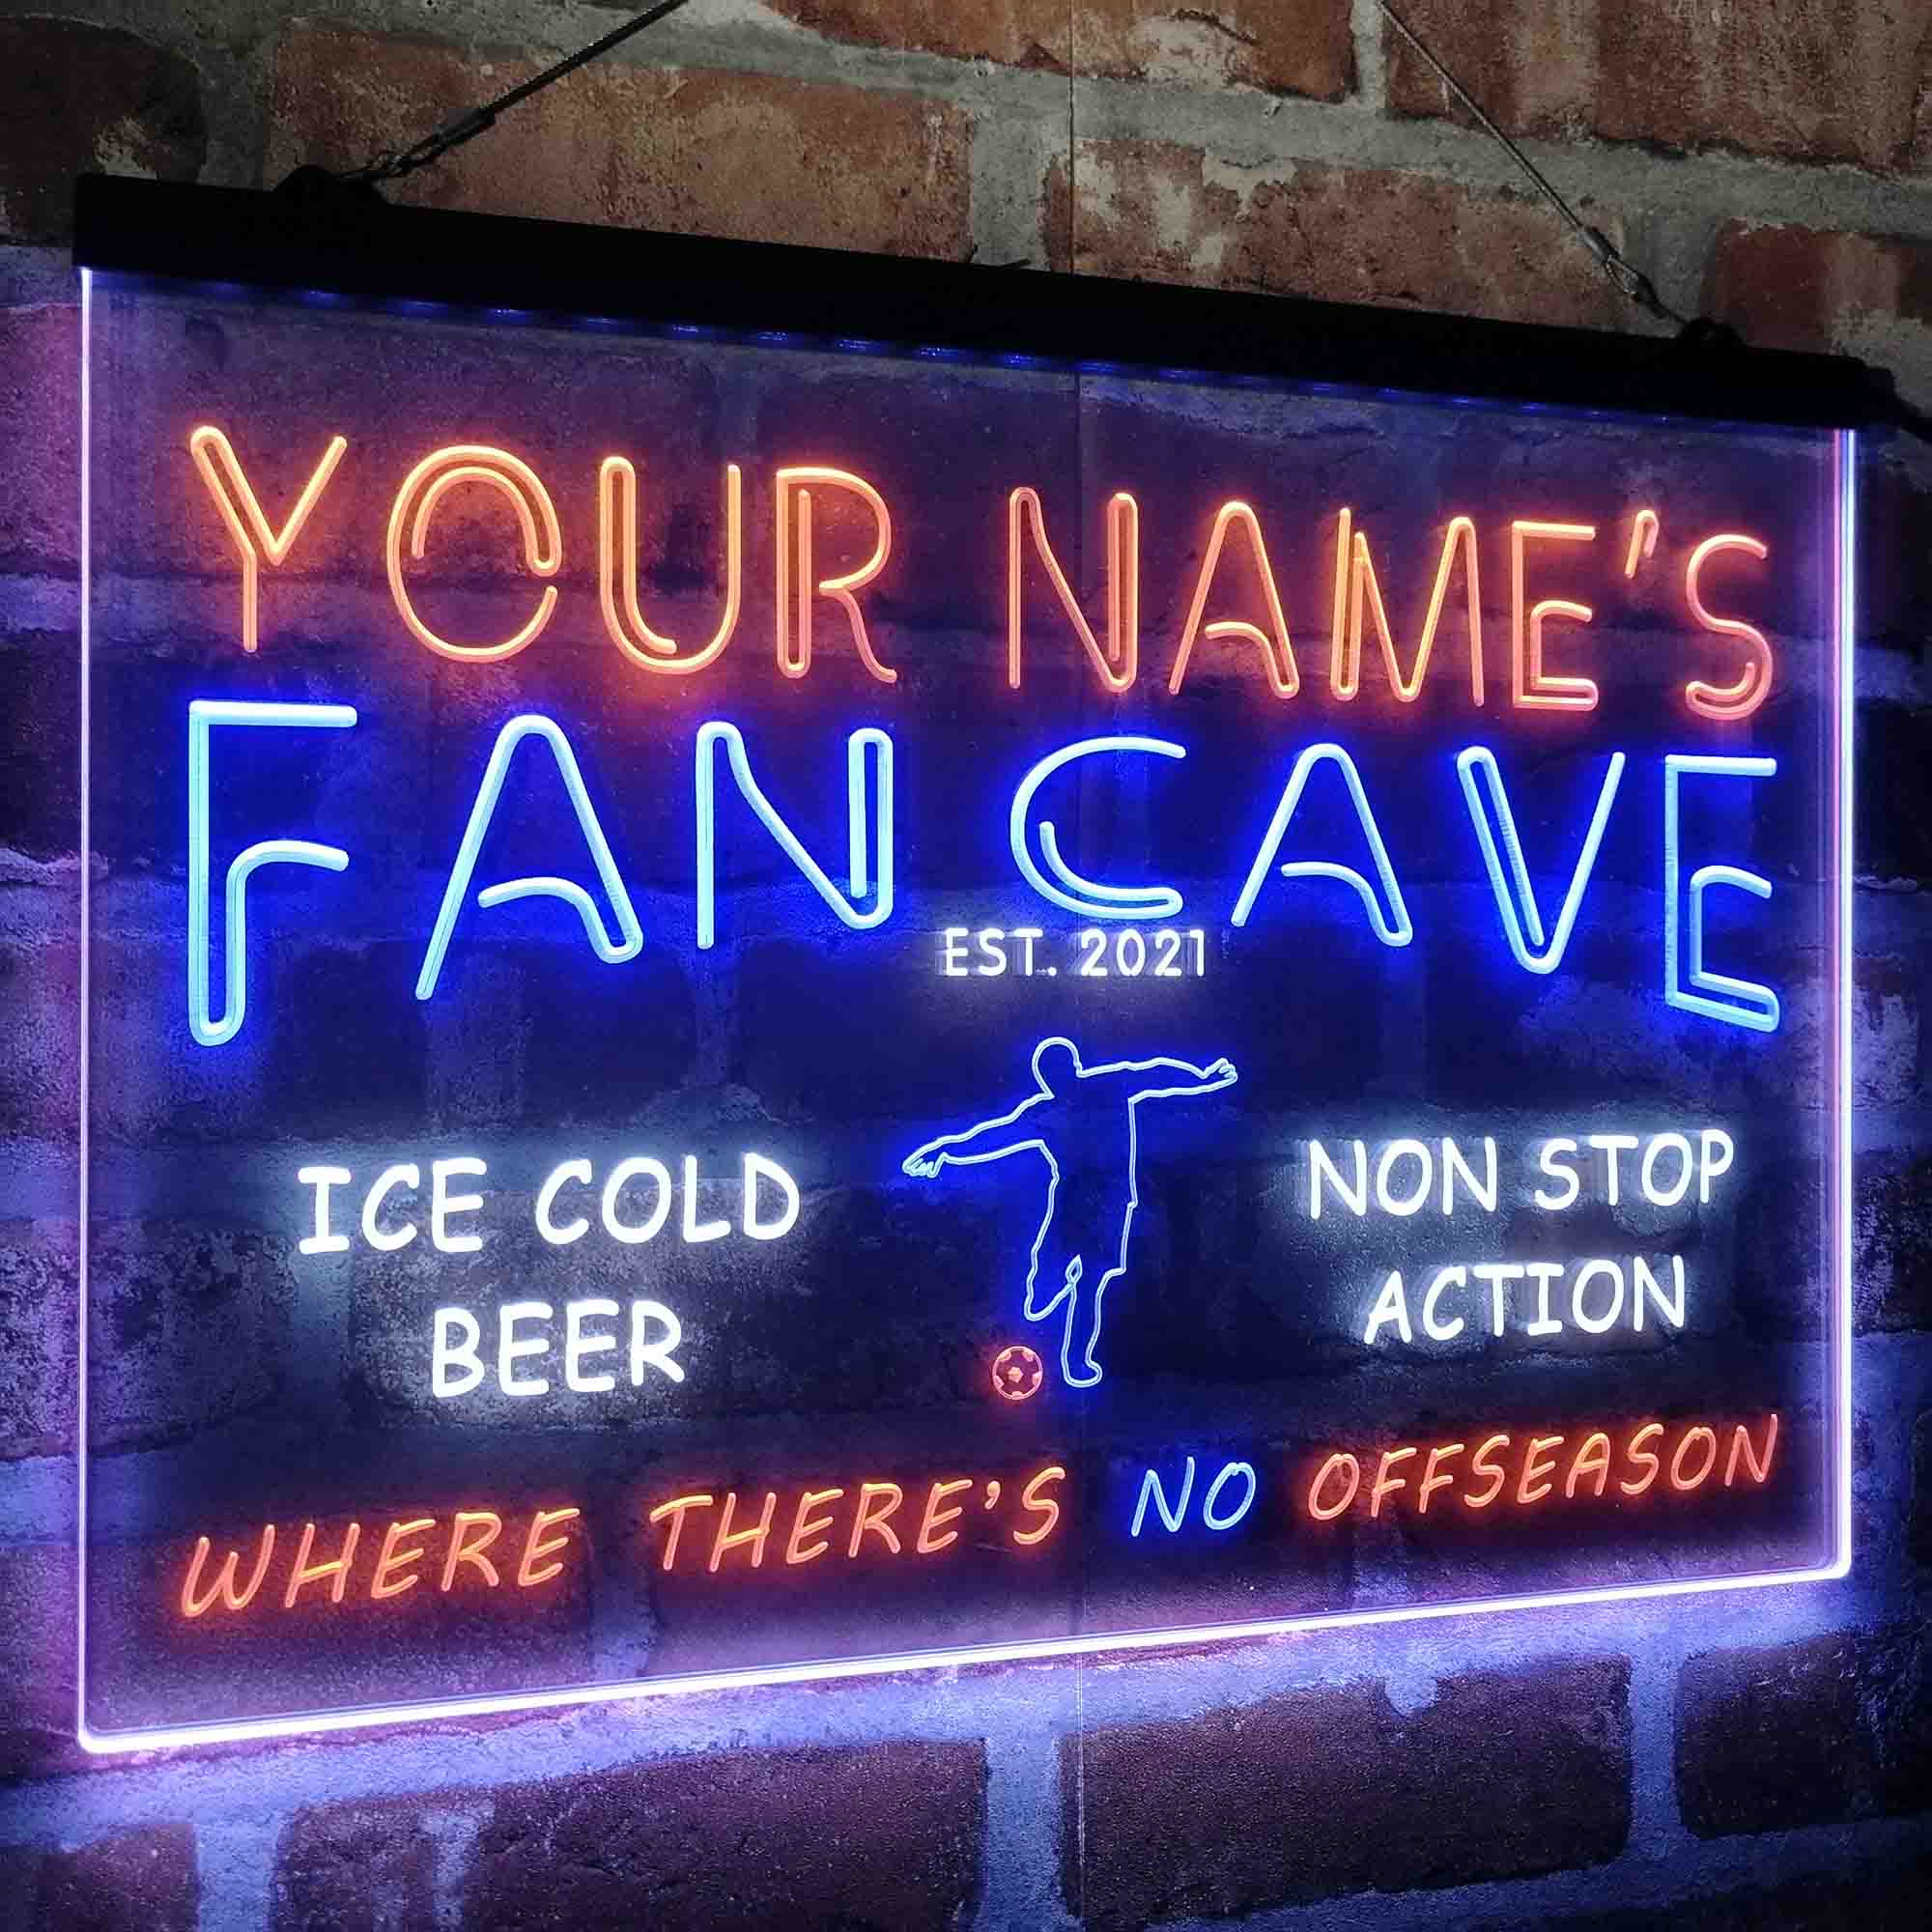 YOUR NAME'S
FAN CAVE
EST. 2021
ICE COLD
BEER
NON STOP
ACTION
WHERE THERE'S NO OFFSEASON